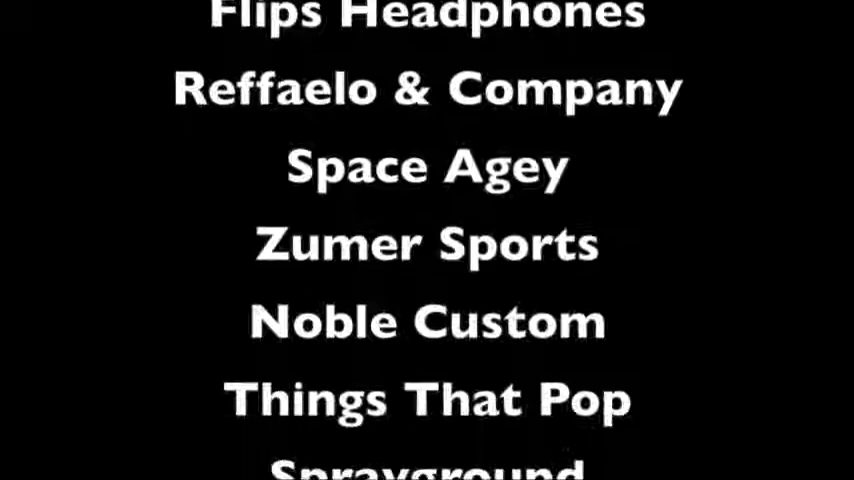 Flips Headphones
Reffaelo & Company
Space Agey
Zumer Sports
Noble Custom
Things That Pop
Sprayground